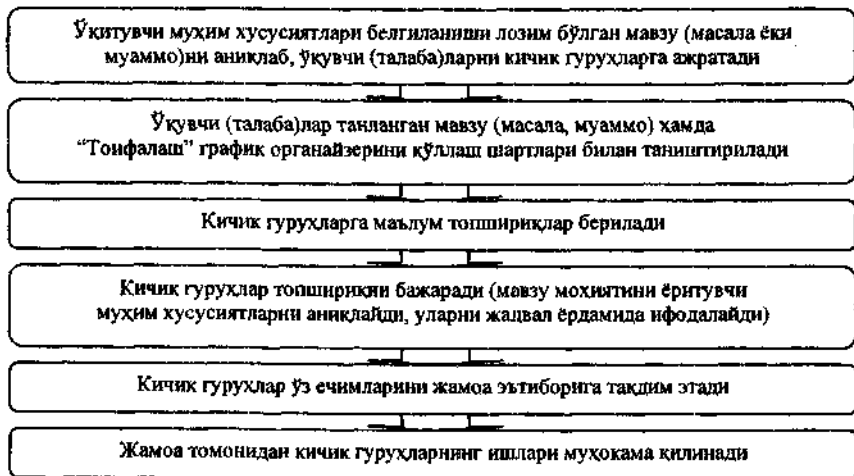 Ўқитувчи муҳим хусусиятлари белгиланиши лозим бўлган мавзу (масала ёки
муаммо)ни аниқлаб, ўқувчи (талаба)ларни кичик гуруҳларга ажратади
Ўқувчи (талаба)лар танланган мавзу (масала, муаммо) ҳамда
“Тоифалаш” график органайзерини қўллаш шартлари билан таништирилади
Кичик гуруҳларга маълум топшириқлар берилади
Кичик гуруҳлар топшириқни бажаради (мавзу моҳиятини ёритувчи
муҳим хусусиятларни аниқлайди, уларни жадвал ёрдамида ифодалайди)
Кичик гуруҳлар ўз ечимларини жамоа эътиборига тақдим этади
Жамоа томонидан кичик гуруҳларнинг ишлари муҳокама қилинади